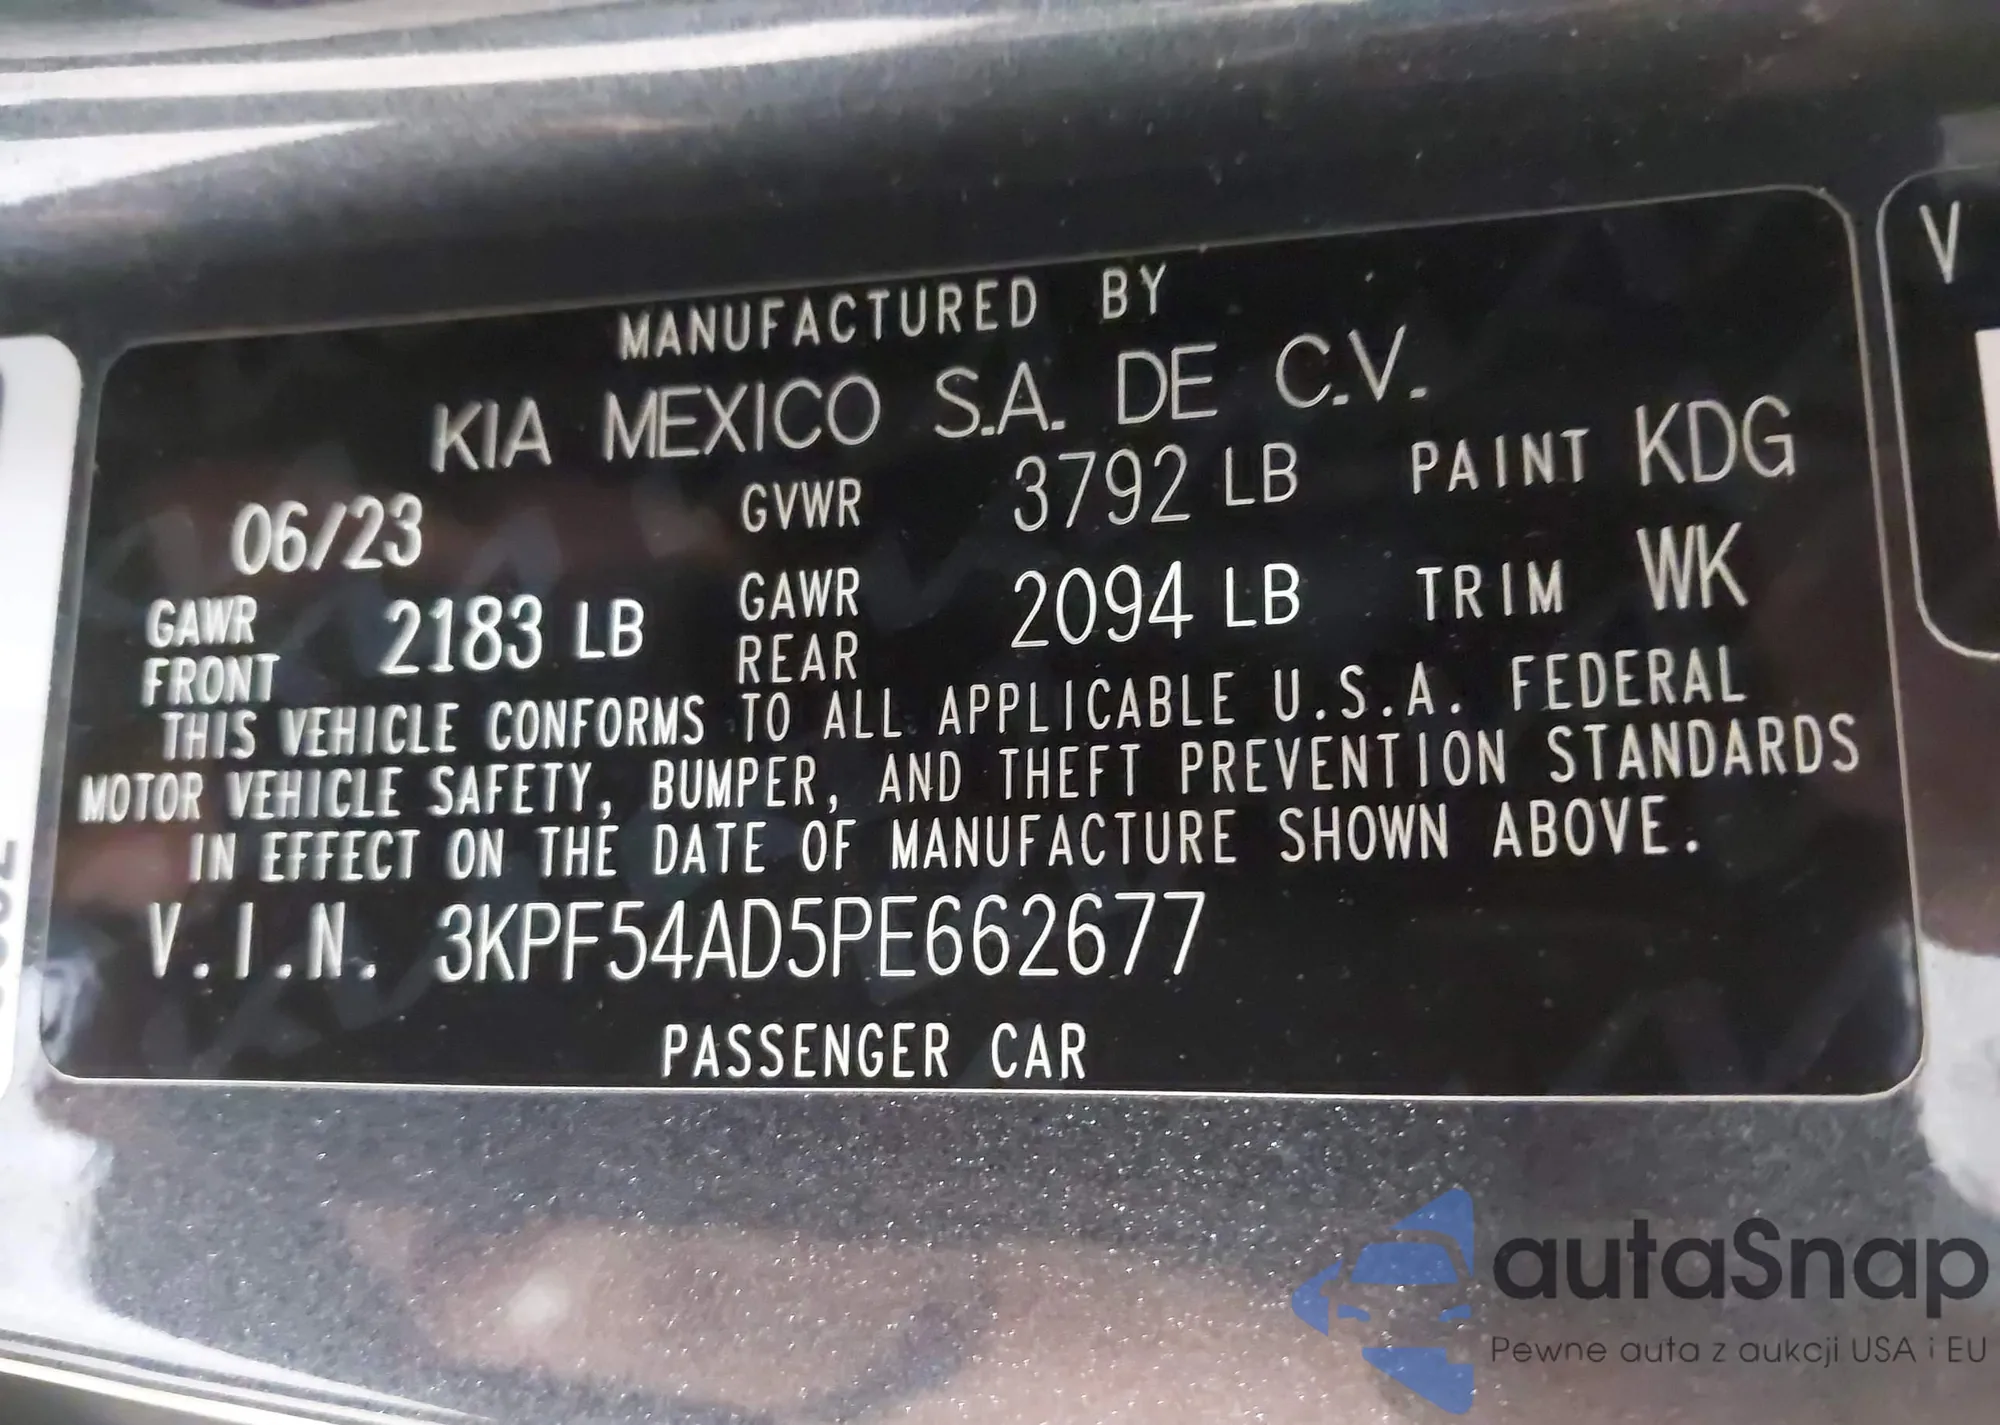 MANUFACTURED BY
KIA MEXICO S.A. DE C.V.
06/23 GVWR 3792 LB PAINT KDG
GAWR FRONT 2183 LB GAWR REAR 2094 LB TRIM WK
THIS VEHICLE CONFORMS TO ALL APPLICABLE U.S.A. FEDERAL
MOTOR VEHICLE SAFETY, BUMPER, AND THEFT PREVENTION STANDARDS
IN EFFECT ON THE DATE OF MANUFACTURE SHOWN ABOVE.
V.I.N. 3KPF54AD5PE662677
PASSENGER CAR
V
autaSnap
Pewne auta z aukcji USA i EU